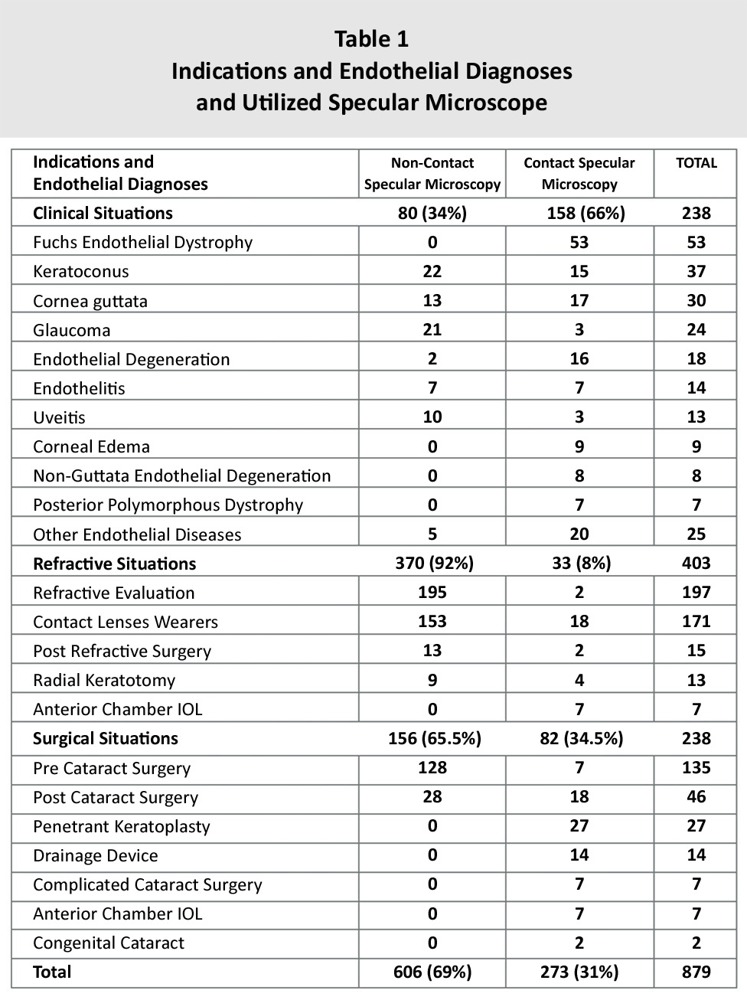 Table 1
Indications and Endothelial Diagnoses
and Utilized Specular Microscope
Indications and Endothelial Diagnoses Non-Contact Specular Microscopy Contact Specular Microscopy TOTAL
Clinical Situations 80 (34%) 158 (66%) 238
Fuchs Endothelial Dystrophy 0 53 53
Keratoconus 22 15 37
Cornea guttata 13 17 30
Glaucoma 21 3 24
Endothelial Degeneration 2 16 18
Endothelitis 7 7 14
Uveitis 10 3 13
Corneal Edema 0 9 9
Non-Guttata Endothelial Degeneration 0 8 8
Posterior Polymorphous Dystrophy 0 7 7
Other Endothelial Diseases 5 20 25
Refractive Situations 370 (92%) 33 (8%) 403
Refractive Evaluation 195 2 197
Contact Lenses Wearers 153 18 171
Post Refractive Surgery 13 2 15
Radial Keratotomy 9 4 13
Anterior Chamber IOL 0 7 7
Surgical Situations 156 (65.5%) 82 (34.5%) 238
Pre Cataract Surgery 128 7 135
Post Cataract Surgery 28 18 46
Penetrant Keratoplasty 0 27 27
Drainage Device 0 14 14
Complicated Cataract Surgery 0 7 7
Anterior Chamber IOL 0 7 7
Congenital Cataract 0 2 2
Total 606 (69%) 273 (31%) 879